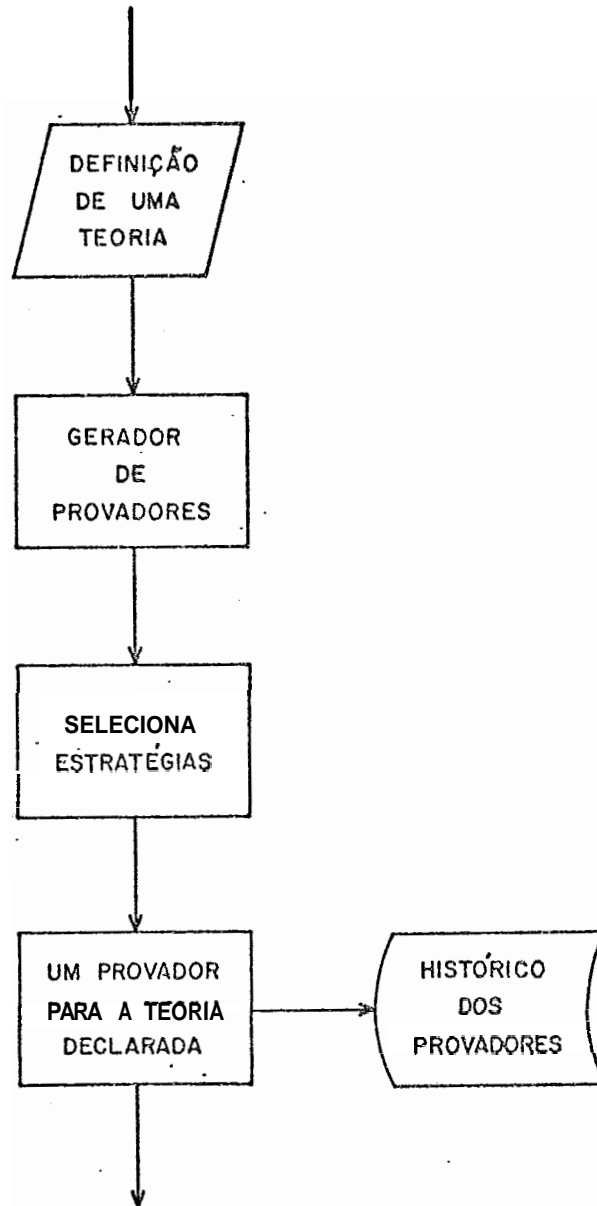 DEFINIÇÃO
DE UMA
TEORIA
GERADOR
DE
PROVADORES
SELECIONA
ESTRATÉGIAS
UM PROVADOR
PARA A TEORIA
DECLARADA
HISTÓRICO
DOS
PROVADORES